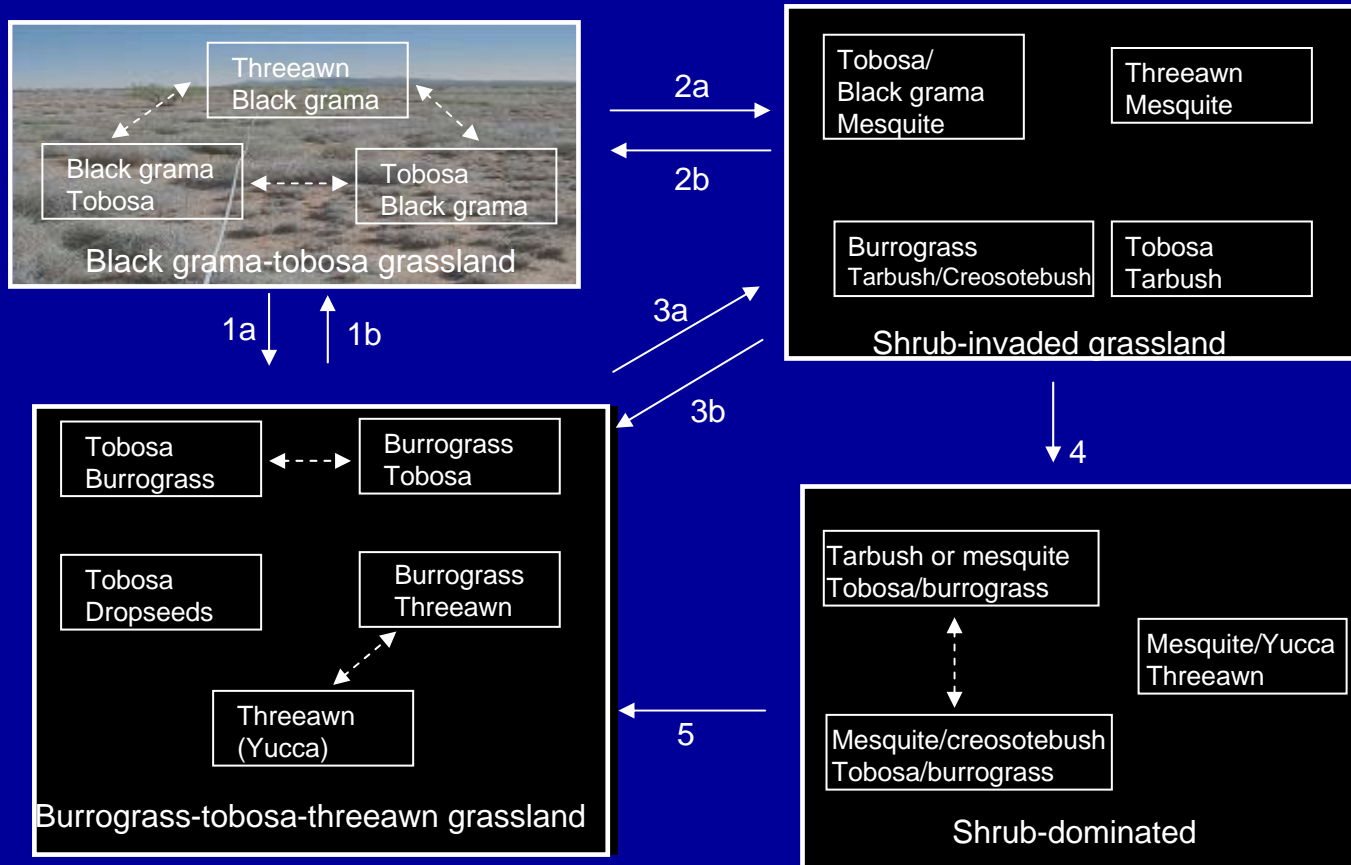 Threeawn
Black grama
Black grama
Tobosa
Tobosa
Black grama
Black grama-tobosa grassland
2a
2b
Tobosa/
Black grama
Mesquite
Threeawn
Mesquite
Burrograss
Tarbush/Creosotebush
Tobosa
Tarbush
Shrub-invaded grassland
1a
1b
3a
3b
4
Tobosa
Burrograss
Burrograss
Tobosa
Tobosa
Dropseeds
Burrograss
Threeawn
Threeawn
(Yucca)
Burrograss-tobosa-threeawn grassland
5
Tarbush or mesquite
Tobosa/burrograss
Mesquite/Yucca
Threeawn
Mesquite/creosotebush
Tobosa/burrograss
Shrub-dominated